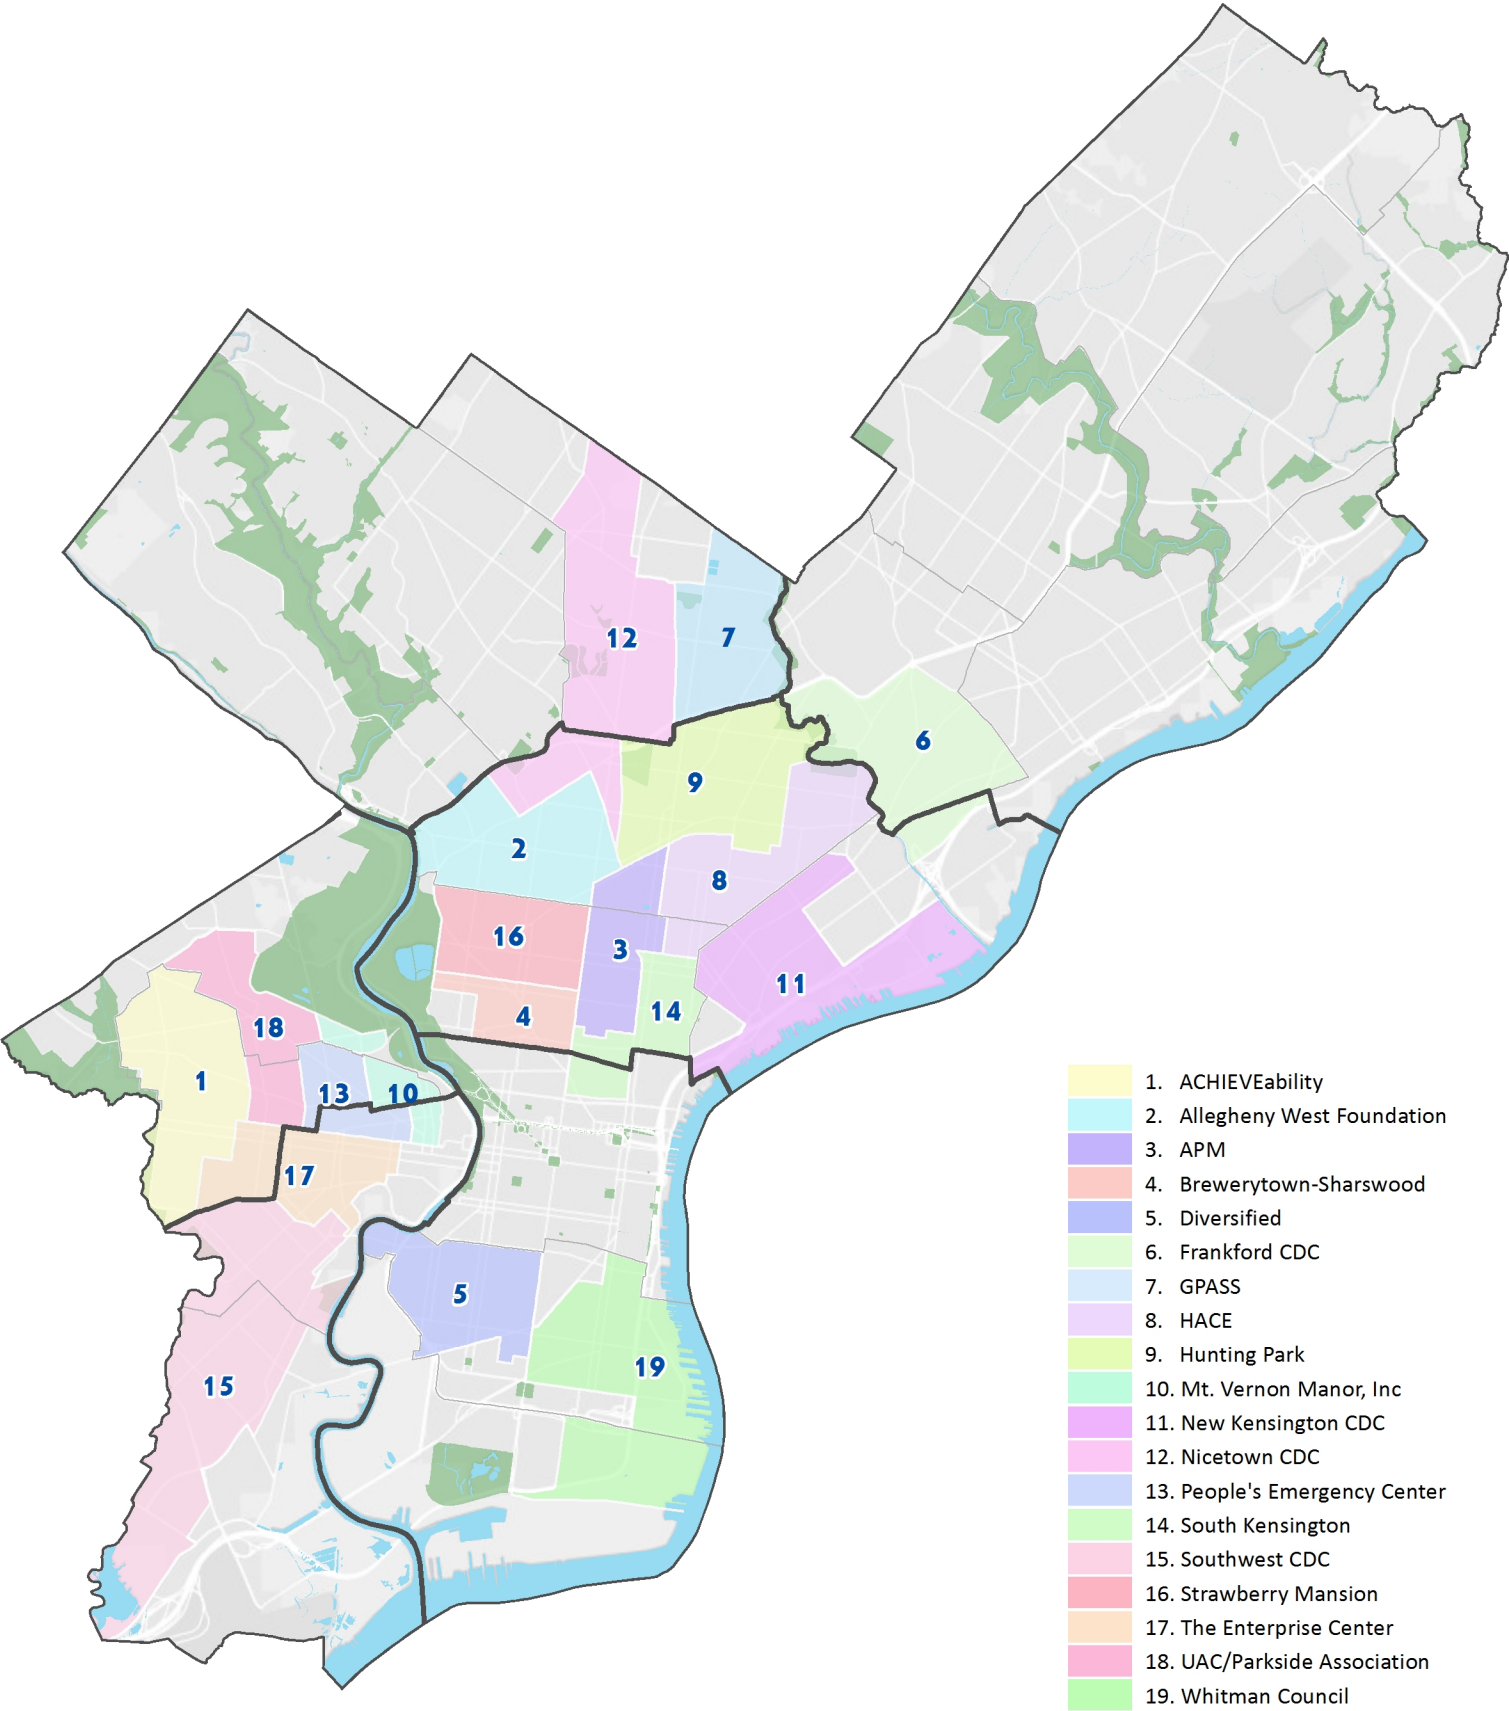 12
7
6
9
2
8
16
3
11
4
14
18
1
13
10
17
5
19
15
1. ACHIEVEability
2. Allegheny West Foundation
3. APM
4. Brewerytown-Sharswood
5. Diversified
6. Frankford CDC
7. GPASS
8. HACE
9. Hunting Park
10. Mt. Vernon Manor, Inc
11. New Kensington CDC
12. Nicetown CDC
13. People's Emergency Center
14. South Kensington
15. Southwest CDC
16. Strawberry Mansion
17. The Enterprise Center
18. UAC/Parkside Association
19. Whitman Council